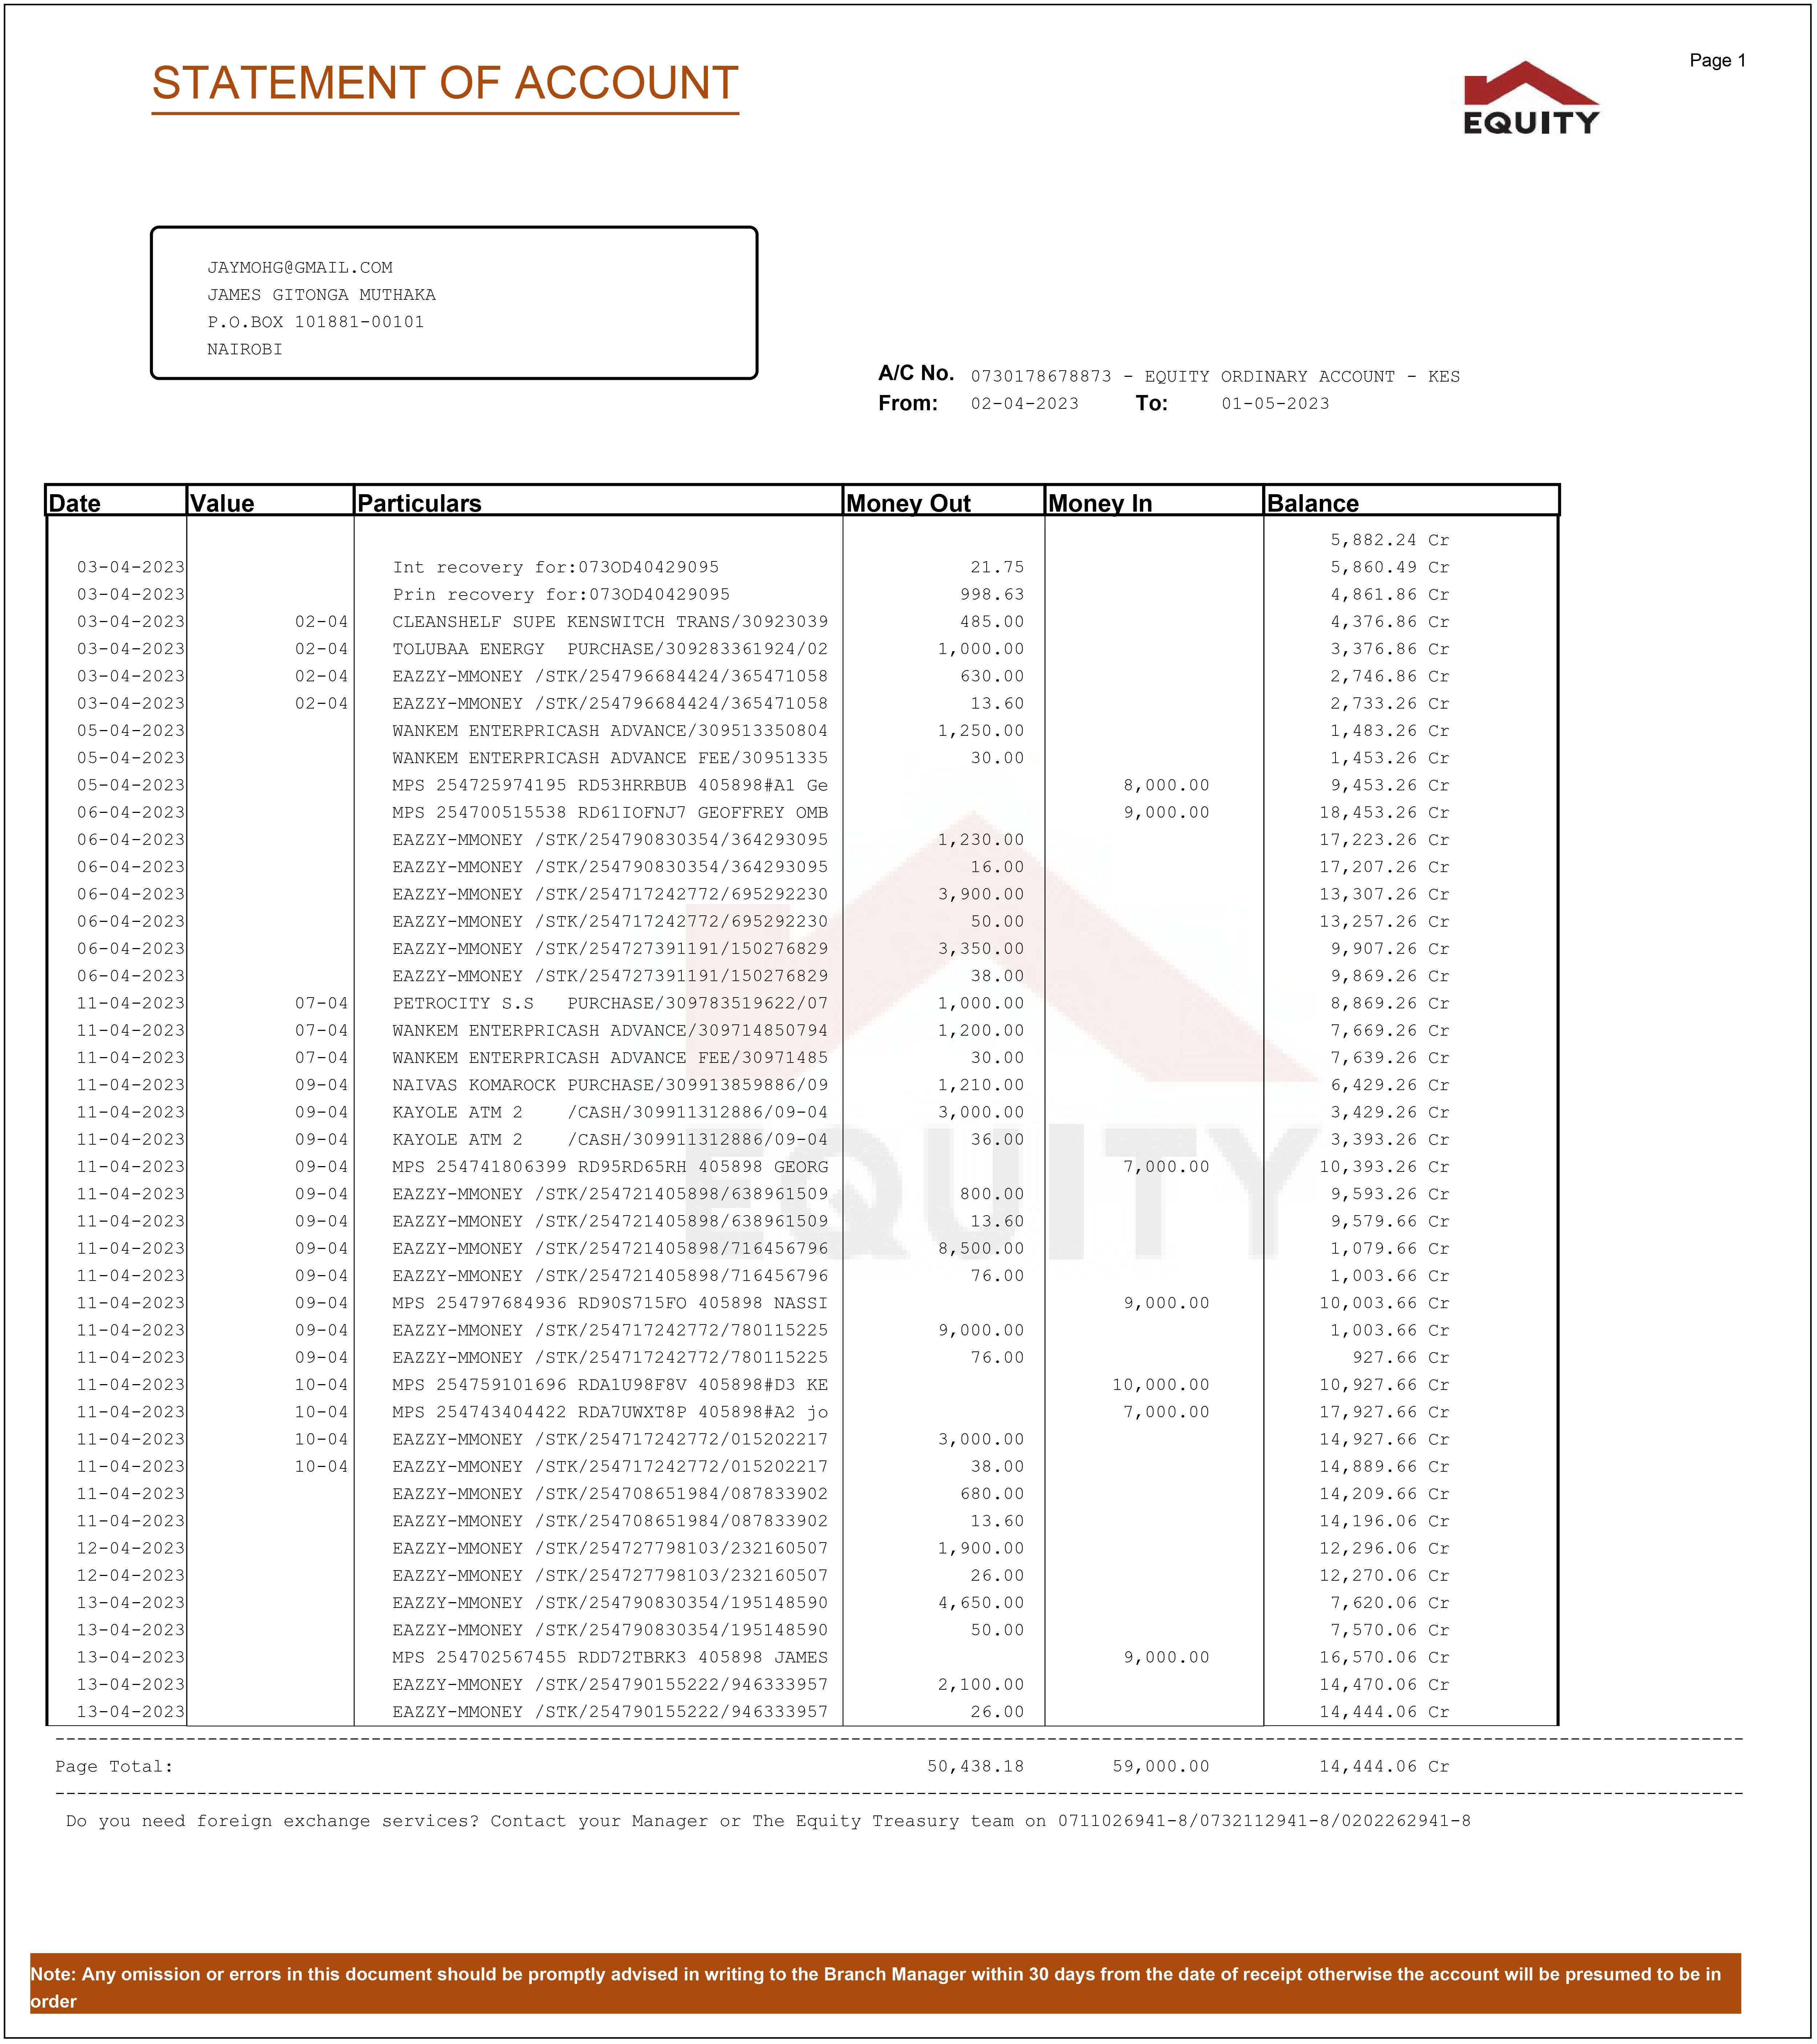 Page 1
STATEMENT OF ACCOUNT
EQUITY
JAYMOHG@GMAIL.COM
JAMES GITONGA MUTHAKA
P.O.BOX 101881-00101
NAIROBI
A/C No. 0730178678873 - EQUITY ORDINARY ACCOUNT - KES
From: 02-04-2023 To: 01-05-2023
Date Value Particulars Money Out Money In Balance
5,882.24 Cr
03-04-2023 Int recovery for:073OD40429095 21.75 5,860.49 Cr
03-04-2023 Prin recovery for:073OD40429095 998.63 4,861.86 Cr
03-04-2023 02-04 CLEANSHELF SUPE KENSWITCH TRANS/30923039 485.00 4,376.86 Cr
03-04-2023 02-04 TOLUBAA ENERGY PURCHASE/309283361924/02 1,000.00 3,376.86 Cr
03-04-2023 02-04 EAZZY-MMONEY /STK/254796684424/365471058 630.00 2,746.86 Cr
03-04-2023 02-04 EAZZY-MMONEY /STK/254796684424/365471058 13.60 2,733.26 Cr
05-04-2023 WANKEM ENTERPRICASH ADVANCE/309513350804 1,250.00 1,483.26 Cr
05-04-2023 WANKEM ENTERPRICASH ADVANCE FEE/30951335 30.00 1,453.26 Cr
05-04-2023 MPS 254725974195 RD53HRRBUB 405898#A1 Ge 8,000.00 9,453.26 Cr
06-04-2023 MPS 254700515538 RD61IOFNJ7 GEOFFREY OMB 9,000.00 18,453.26 Cr
06-04-2023 EAZZY-MMONEY /STK/254790830354/364293095 1,230.00 17,223.26 Cr
06-04-2023 EAZZY-MMONEY /STK/254790830354/364293095 16.00 17,207.26 Cr
06-04-2023 EAZZY-MMONEY /STK/254717242772/695292230 3,900.00 13,307.26 Cr
06-04-2023 EAZZY-MMONEY /STK/254717242772/695292230 50.00 13,257.26 Cr
06-04-2023 EAZZY-MMONEY /STK/254727391191/150276829 3,350.00 9,907.26 Cr
06-04-2023 EAZZY-MMONEY /STK/254727391191/150276829 38.00 9,869.26 Cr
11-04-2023 07-04 PETROCITY S.S PURCHASE/309783519622/07 1,000.00 8,869.26 Cr
11-04-2023 07-04 WANKEM ENTERPRICASH ADVANCE/309714850794 1,200.00 7,669.26 Cr
11-04-2023 07-04 WANKEM ENTERPRICASH ADVANCE FEE/30971485 30.00 7,639.26 Cr
11-04-2023 09-04 NAIVAS KOMAROCK PURCHASE/309913859886/09 1,210.00 6,429.26 Cr
11-04-2023 09-04 KAYOLE ATM 2 /CASH/309911312886/09-04 3,000.00 3,429.26 Cr
11-04-2023 09-04 KAYOLE ATM 2 /CASH/309911312886/09-04 36.00 3,393.26 Cr
11-04-2023 09-04 MPS 254741806399 RD95RD65RH 405898 GEORG 7,000.00 10,393.26 Cr
11-04-2023 09-04 EAZZY-MMONEY /STK/254721405898/638961509 800.00 9,593.26 Cr
11-04-2023 09-04 EAZZY-MMONEY /STK/254721405898/638961509 13.60 9,579.66 Cr
11-04-2023 09-04 EAZZY-MMONEY /STK/254721405898/716456796 8,500.00 1,079.66 Cr
11-04-2023 09-04 EAZZY-MMONEY /STK/254721405898/716456796 76.00 1,003.66 Cr
11-04-2023 09-04 MPS 254797684936 RD90S715FO 405898 NASSI 9,000.00 10,003.66 Cr
11-04-2023 09-04 EAZZY-MMONEY /STK/254717242772/780115225 9,000.00 1,003.66 Cr
11-04-2023 09-04 EAZZY-MMONEY /STK/254717242772/780115225 76.00 927.66 Cr
11-04-2023 10-04 MPS 254759101696 RDA1U98F8V 405898#D3 KE 10,000.00 10,927.66 Cr
11-04-2023 10-04 MPS 254743404422 RDA7UWXT8P 405898#A2 jo 7,000.00 17,927.66 Cr
11-04-2023 10-04 EAZZY-MMONEY /STK/254717242772/015202217 3,000.00 14,927.66 Cr
11-04-2023 10-04 EAZZY-MMONEY /STK/254717242772/015202217 38.00 14,889.66 Cr
11-04-2023 EAZZY-MMONEY /STK/254708651984/087833902 680.00 14,209.66 Cr
11-04-2023 EAZZY-MMONEY /STK/254708651984/087833902 13.60 14,196.06 Cr
12-04-2023 EAZZY-MMONEY /STK/254727798103/232160507 1,900.00 12,296.06 Cr
12-04-2023 EAZZY-MMONEY /STK/254727798103/232160507 26.00 12,270.06 Cr
13-04-2023 EAZZY-MMONEY /STK/254790830354/195148590 4,650.00 7,620.06 Cr
13-04-2023 EAZZY-MMONEY /STK/254790830354/195148590 50.00 7,570.06 Cr
13-04-2023 MPS 254702567455 RDD72TBRK3 405898 JAMES 9,000.00 16,570.06 Cr
13-04-2023 EAZZY-MMONEY /STK/254790155222/946333957 2,100.00 14,470.06 Cr
13-04-2023 EAZZY-MMONEY /STK/254790155222/946333957 26.00 14,444.06 Cr
EQUITY
Page Total: 50,438.18 59,000.00 14,444.06 Cr
Do you need foreign exchange services? Contact your Manager or The Equity Treasury team on 0711026941-8/0732112941-8/0202262941-8
Note: Any omission or errors in this document should be promptly advised in writing to the Branch Manager within 30 days from the date of receipt otherwise the account will be presumed to be in
order